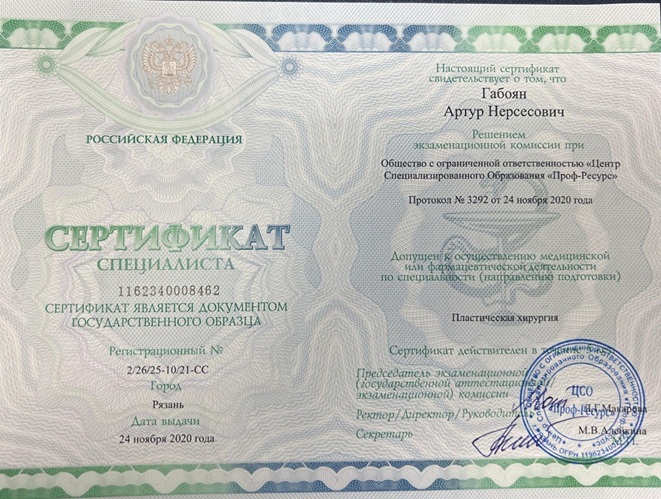 РОССИЙСКАЯ ФЕДЕРАЦИЯ
СЕРТИФИКАТ
СПЕЦИАЛИСТА
1162340008462
СЕРТИФИКАТ ЯВЛЯЕТСЯ ДОКУМЕНТОМ
ГОСУДАРСТВЕННОГО ОБРАЗЦА
Регистрационный №
2/26/25-10/21-СС
Город
Рязань
Дата выдачи
24 ноября 2020 года
Настоящий сертификат
свидетельствует о том, что
Габоян
Артур Нерсесович
Решением
экзаменационной комиссии при
Общество с ограниченной ответственностью «Центр
Специализированного Образования «Проф-Ресурс»
Протокол № 3292 от 24 ноября 2020 года
Допущен к осуществлению медицинской
или фармацевтической деятельности
по специальности (направлению подготовки)
Пластическая хирургия
Сертификат действителен в
Председатель экзаменационной
(государственной аттестационной
экзаменационной) комиссии
Ректор/Директор/Руководитель
Л.Г.Макарова
Секретарь
М.В.Алейкина
ЦСО
«Проф-Ресурс»